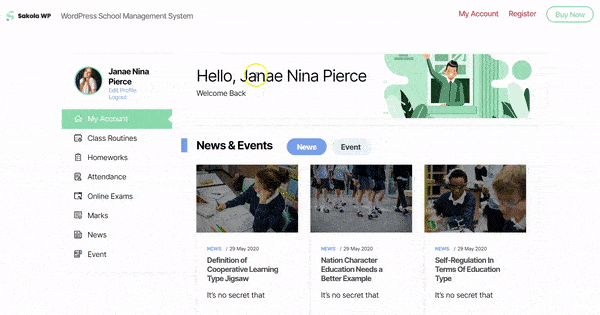 Sakola WP
WordPress School Management System
My Account
Register
Buy Now
Janae Nina
Pierce
Edit Profile
Logout
My Account
Class Routines
Homeworks
Attendance
Online Exams
Marks
News
Event
Hello, Janae Nina Pierce
Welcome Back
News & Events
News
Event
NEWS / 29 May 2020
Definition of
Cooperative Learning
Type Jigsaw
It's no secret that
NEWS / 29 May 2020
Nation Character
Education Needs a
Better Example
It's no secret that
NEWS / 29 May 2020
Self-Regulation In
Terms Of Education
Type
It's no secret that